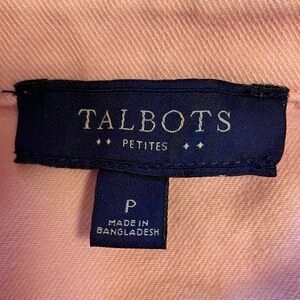 TALBOTS
PETITES
P
MADE IN
BANGLADESH